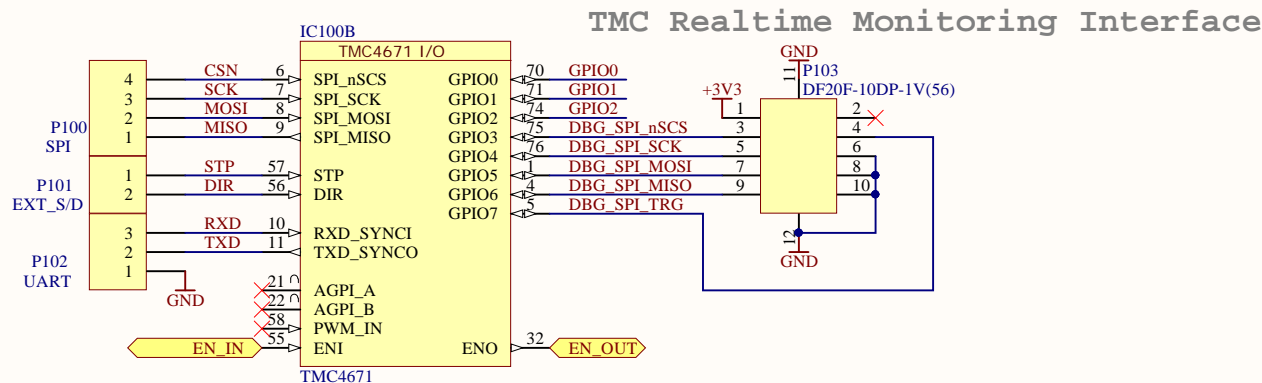 TMC Realtime Monitoring Interface
IC100B
TMC4671 I/O
GND
11
P103
DF20F-10DP-1V(56)
4 CSN 6 SPI_nSCS GPIO0 70 GPIO0
3 SCK 7 SPI_SCK GPIO1 71 GPIO1 +3V3 1 2
2 MOSI 8 SPI_MOSI GPIO2 74 GPIO2
1 MISO 9 SPI_MISO GPIO3 75 DBG_SPI_nSCS 3 4
P100
SPI
GPIO4 76 DBG_SPI_SCK 5 6
1 STP 57 STP GPIO5 1 DBG_SPI_MOSI 7 8
2 DIR 56 DIR GPIO6 4 DBG_SPI_MISO 9 10
P101
EXT_S/D
GPIO7 5 DBG_SPI_TRG
3 RXD 10 RXD_SYNCI
2 TXD 11 TXD_SYNCO
12
GND
P102
UART
1
GND
21 AGPI_A
22 AGPI_B
58 PWM_IN
EN_IN 55 ENI ENO 32 EN_OUT
TMC4671